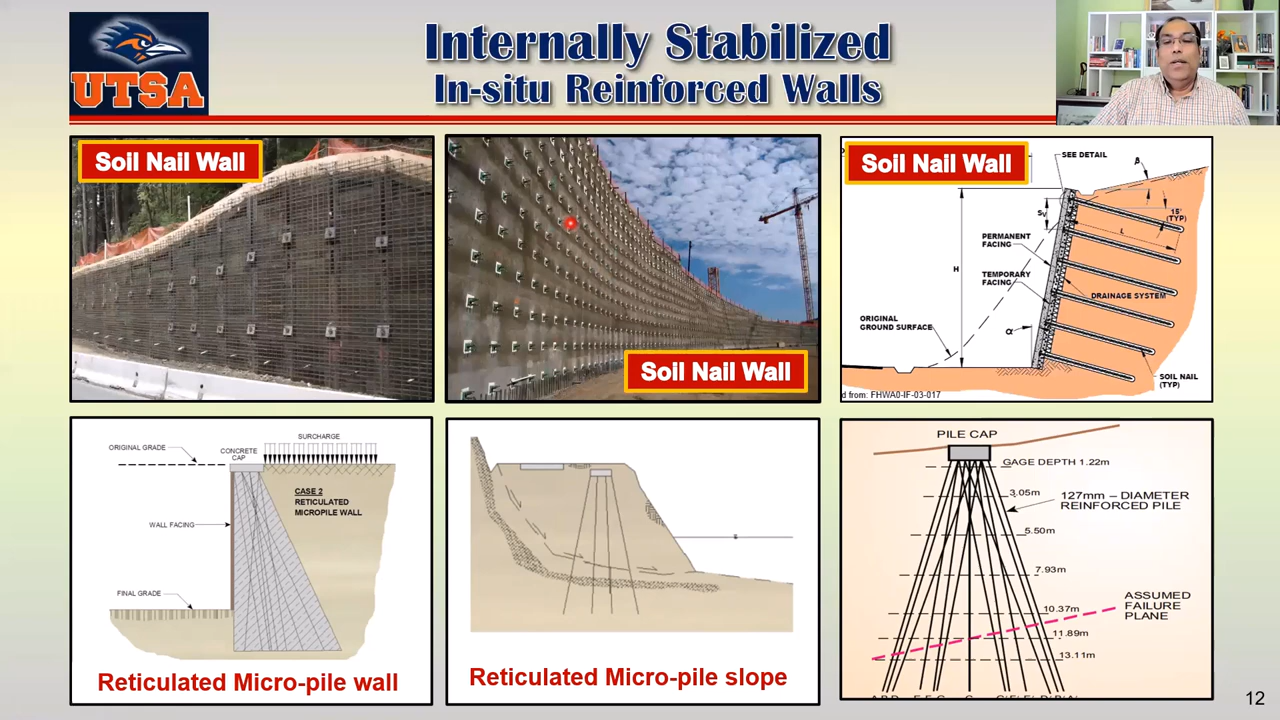 UTSA
Internally Stabilized
In-situ Reinforced Walls
Soil Nail Wall
Soil Nail Wall
Soil Nail Wall
SEE DETAIL
β
15°
(TYP)
Sv
L
PERMANENT
FACING
H
TEMPORARY
FACING
DRAINAGE SYSTEM
ORIGINAL
GROUND SURFACE
α
SOIL NAIL
(TYP)
d from: FHWA0-IF-03-017
SURCHARGE
ORIGINAL GRADE
CONCRETE
CAP
CASE 2
RETICULATED
MICROPILE WALL
WALL FACING
FINAL GRADE
Reticulated Micro-pile wall
Reticulated Micro-pile slope
PILE CAP
GAGE DEPTH 1.22m
3.05m
127mm – DIAMETER
REINFORCED PILE
5.50m
7.93m
ASSUMED
FAILURE
PLANE
10.37m
11.89m
13.11m
12